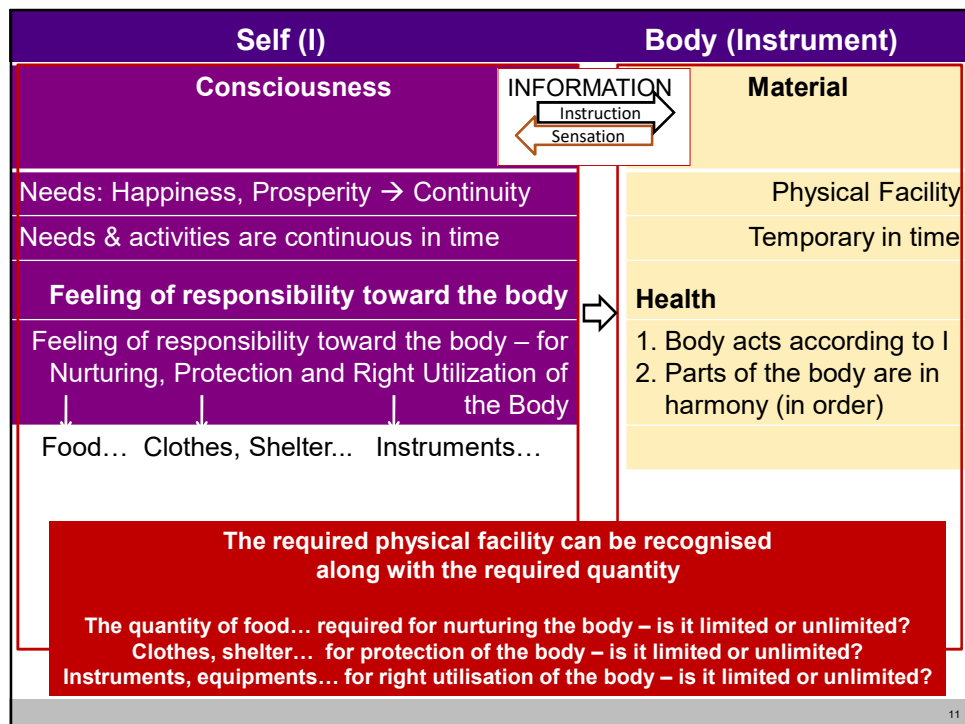 Self (I)
Body (Instrument)
Consciousness
INFORMATION
Instruction
Sensation
Material
Needs: Happiness, Prosperity → Continuity
Physical Facility
Needs & activities are continuous in time
Temporary in time
Feeling of responsibility toward the body
Health
Feeling of responsibility toward the body – for
Nurturing, Protection and Right Utilization of
the Body
1. Body acts according to I
2. Parts of the body are in
harmony (in order)
Food… Clothes, Shelter... Instruments…
The required physical facility can be recognised
along with the required quantity
The quantity of food… required for nurturing the body – is it limited or unlimited?
Clothes, shelter… for protection of the body – is it limited or unlimited?
Instruments, equipments… for right utilisation of the body – is it limited or unlimited?
11